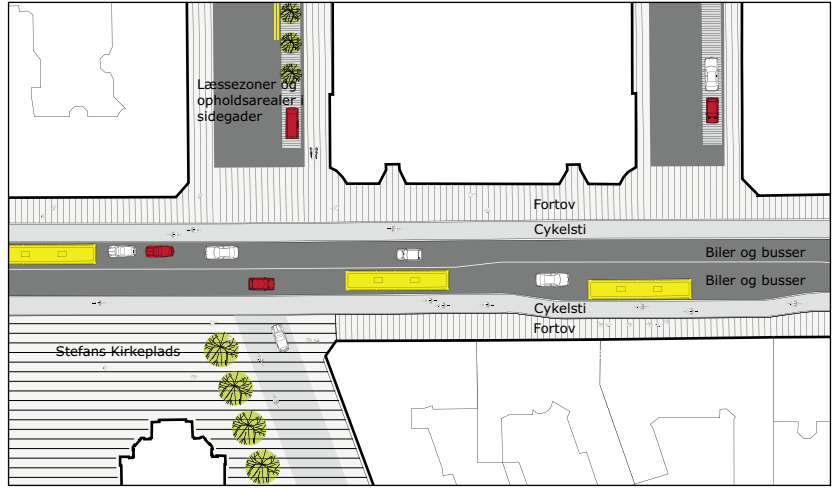 Læssezoner og
opholdsarealer i
sidegader
Fortov
Cykelsti
Biler og busser
Biler og busser
Cykelsti
Fortov
Stefans Kirkeplads